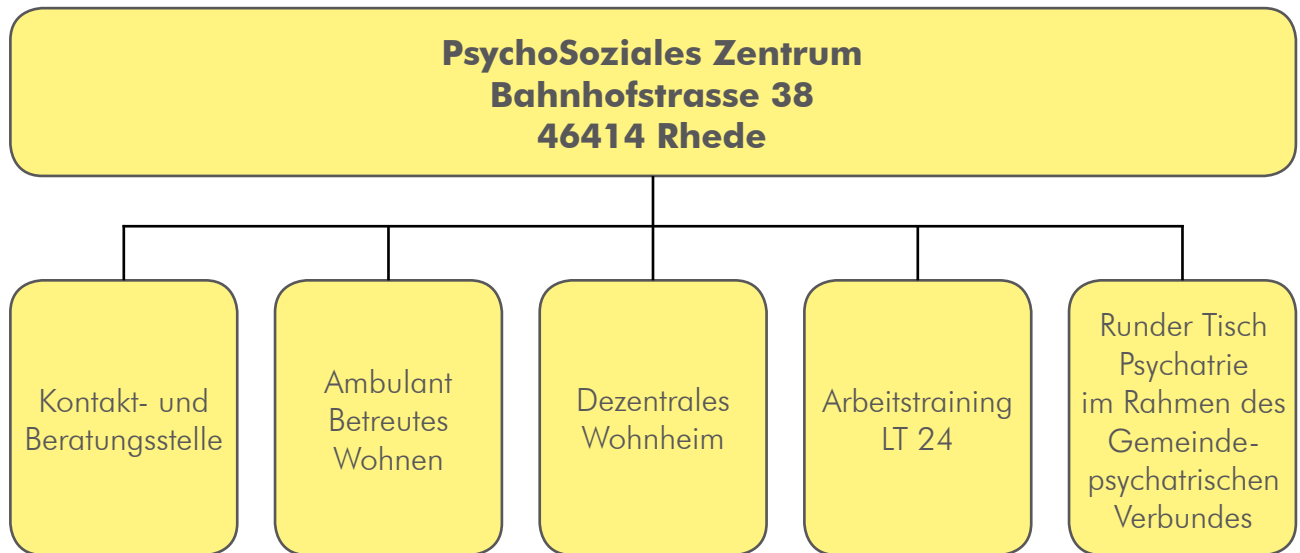 PsychoSoziales Zentrum
Bahnhofstrasse 38
46414 Rhede
Kontakt- und
Beratungsstelle
Ambulant
Betreutes
Wohnen
Dezentrales
Wohnheim
Arbeitstraining
LT 24
Runder Tisch
Psychatrie
im Rahmen des
Gemeinde-
psychatrischen
Verbundes